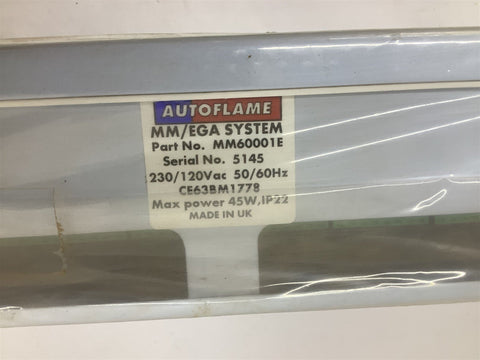 AUTOFLAME
MM/EGA SYSTEM
Part No. MM60001E
Serial No. 5145
230/120Vac 50/60Hz
CE63BM1778
Max power 45W,IP22
MADE IN UK